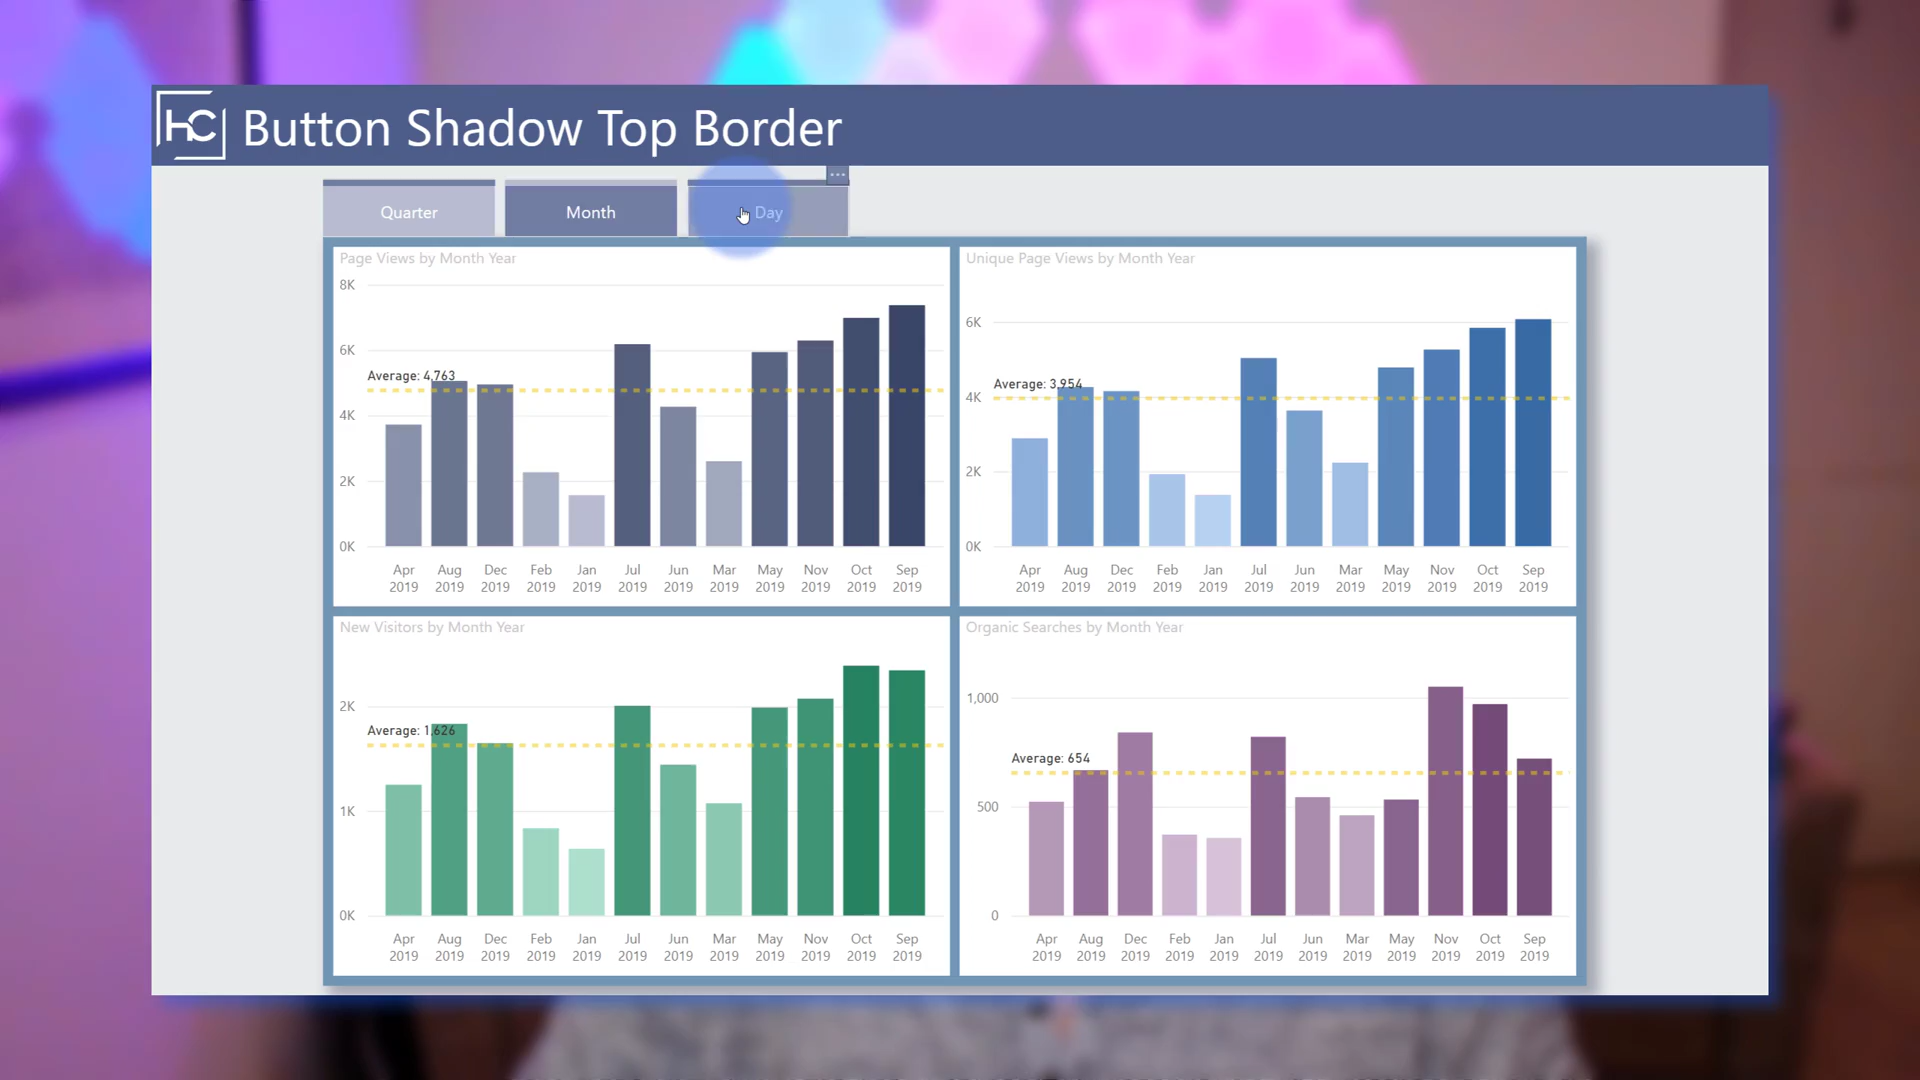 HC Button Shadow Top Border
...
Quarter Month Day
Page Views by Month Year
8K
6K
Average: 4,763
4K
2K
0K
Apr Aug Dec Feb Jan Jul Jun Mar May Nov Oct Sep
2019 2019 2019 2019 2019 2019 2019 2019 2019 2019 2019 2019
Unique Page Views by Month Year
6K
Average: 3,954
4K
2K
0K
Apr Aug Dec Feb Jan Jul Jun Mar May Nov Oct Sep
2019 2019 2019 2019 2019 2019 2019 2019 2019 2019 2019 2019
New Visitors by Month Year
2K
Average: 1,626
1K
0K
Apr Aug Dec Feb Jan Jul Jun Mar May Nov Oct Sep
2019 2019 2019 2019 2019 2019 2019 2019 2019 2019 2019 2019
Organic Searches by Month Year
1,000
Average: 654
500
0
Apr Aug Dec Feb Jan Jul Jun Mar May Nov Oct Sep
2019 2019 2019 2019 2019 2019 2019 2019 2019 2019 2019 2019